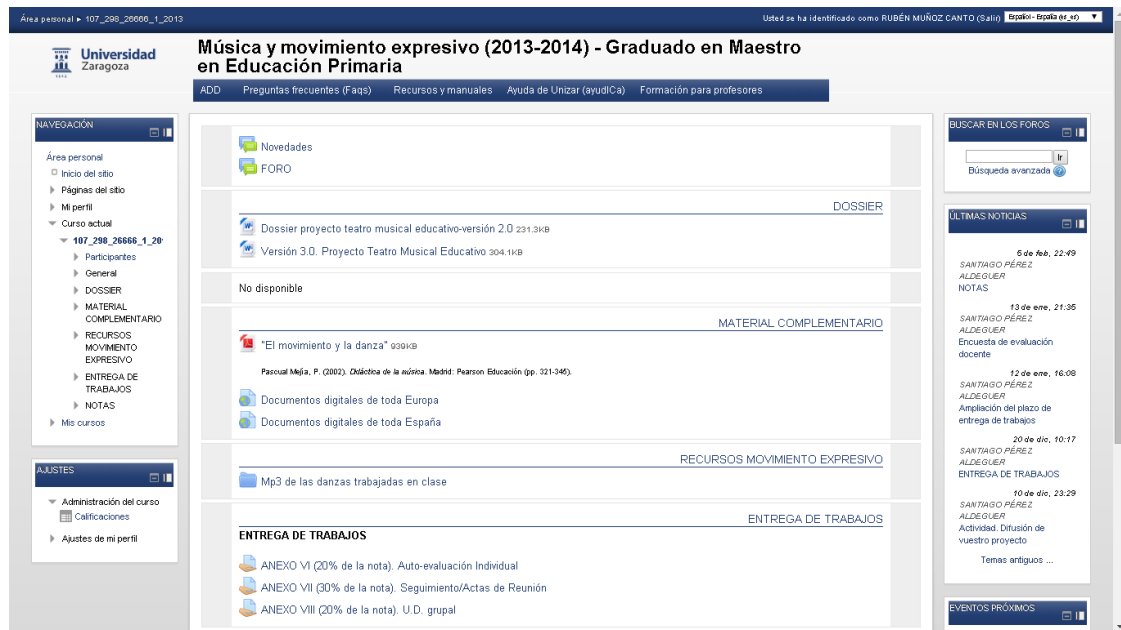 Área personal ► 107_298_26666_1_2013
Usted se ha identificado como RUBÉN MUÑOZ CANTO (Salir)
Español - España (es_es)
Universidad
Zaragoza
1542
Música y movimiento expresivo (2013-2014) - Graduado en Maestro
en Educación Primaria
ADD
Preguntas frecuentes (Faqs)
Recursos y manuales
Ayuda de Unizar (ayudICa)
Formación para profesores
NAVEGACIÓN
Área personal
Inicio del sitio
Páginas del sitio
Mi perfil
Curso actual
107_298_26666_1_20
Participantes
General
DOSSIER
MATERIAL
COMPLEMENTARIO
RECURSOS
MOVIMIENTO
EXPRESIVO
ENTREGA DE
TRABAJOS
NOTAS
Mis cursos
AJUSTES
Administración del curso
Calificaciones
Ajustes de mi perfil
Novedades
FORO
DOSSIER
Dossier proyecto teatro musical educativo-versión 2.0 231.3KB
Versión 3.0. Proyecto Teatro Musical Educativo 304.1KB
No disponible
MATERIAL COMPLEMENTARIO
"El movimiento y la danza" 939KB
Pascual Mejía, P. (2002). Didáctica de la música. Madrid: Pearson Educación (pp. 321-346).
Documentos digitales de toda Europa
Documentos digitales de toda España
RECURSOS MOVIMIENTO EXPRESIVO
Mp3 de las danzas trabajadas en clase
ENTREGA DE TRABAJOS
ENTREGA DE TRABAJOS
ANEXO VI (20% de la nota). Auto-evaluación Individual
ANEXO VII (30% de la nota). Seguimiento/Actas de Reunión
ANEXO VIII (20% de la nota). U.D. grupal
BUSCAR EN LOS FOROS
Ir
Búsqueda avanzada
ÚLTIMAS NOTICIAS
5 de feb, 22:49
SANTIAGO PÉREZ
ALDEGUER
NOTAS
13 de ene, 21:35
SANTIAGO PÉREZ
ALDEGUER
Encuesta de evaluación
docente
12 de ene, 16:08
SANTIAGO PÉREZ
ALDEGUER
Ampliación del plazo de
entrega de trabajos
20 de dic, 10:17
SANTIAGO PÉREZ
ALDEGUER
ENTREGA DE TRABAJOS
10 de dic, 23:29
SANTIAGO PÉREZ
ALDEGUER
Actividad. Difusión de
vuestro proyecto
Temas antiguos ...
EVENTOS PRÓXIMOS